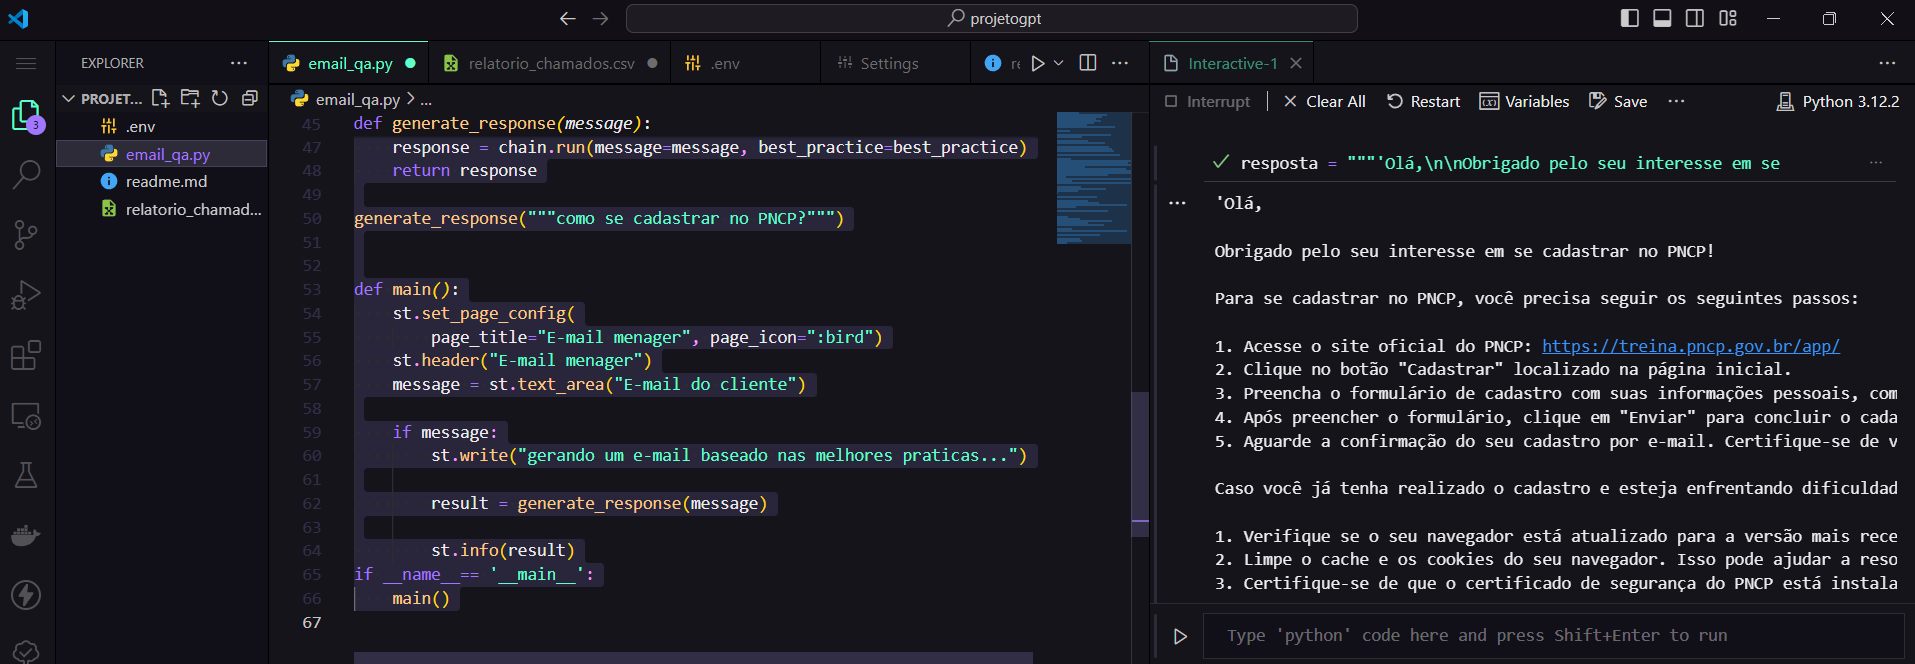 projetogpt
EXPLORER
PROJET...
.env
email_qa.py
readme.md
relatorio_chamad...
3
email_qa.py
relatorio_chamados.csv
.env
Settings
re
email_qa.py > ...
45 def generate_response(message):
47 response = chain.run(message=message, best_practice=best_practice)
48 return response
49
50 generate_response("""como se cadastrar no PNCP?""")
51
52
53 def main():
54 st.set_page_config(
55 page_title="E-mail menager", page_icon=":bird")
56 st.header("E-mail menager")
57 message = st.text_area("E-mail do cliente")
58
59 if message:
60 st.write("gerando um e-mail baseado nas melhores praticas...")
61
62 result = generate_response(message)
63
64 st.info(result)
65 if __name__== '__main__':
66 main()
67
Interactive-1
Interrupt
Clear All
Restart
Variables
Save
Python 3.12.2
resposta = """'Olá,\n\nObrigado pelo seu interesse em se
'Olá,
Obrigado pelo seu interesse em se cadastrar no PNCP!
Para se cadastrar no PNCP, você precisa seguir os seguintes passos:
1. Acesse o site oficial do PNCP: https://treina.pncp.gov.br/app/
2. Clique no botão "Cadastrar" localizado na página inicial.
3. Preencha o formulário de cadastro com suas informações pessoais, com
4. Após preencher o formulário, clique em "Enviar" para concluir o cada
5. Aguarde a confirmação do seu cadastro por e-mail. Certifique-se de v
Caso você já tenha realizado o cadastro e esteja enfrentando dificuldad
1. Verifique se o seu navegador está atualizado para a versão mais rece
2. Limpe o cache e os cookies do seu navegador. Isso pode ajudar a reso
3. Certifique-se de que o certificado de segurança do PNCP está instala
Type 'python' code here and press Shift+Enter to run